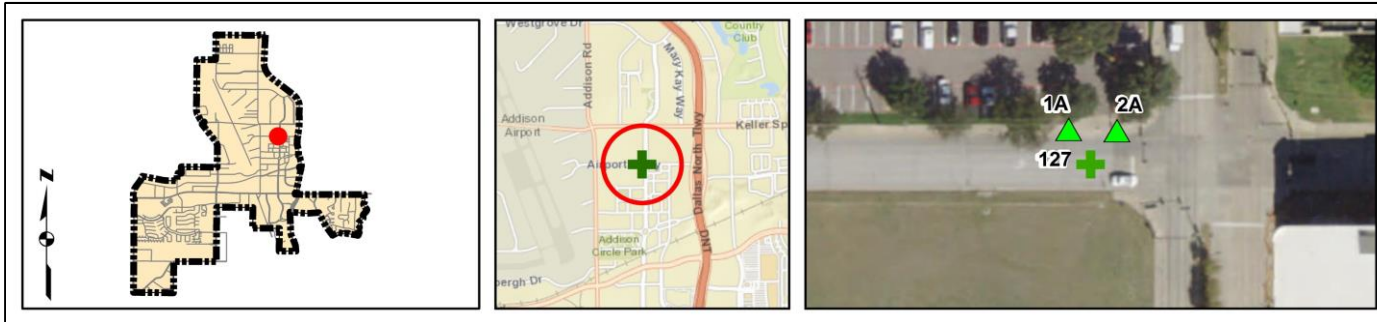 N
Westgrove Dr
Country
Club
Addison Rd
Mary Kay Way
Addison
Airport
Keller Sp
Dallas North Tlwy
Addison
Circle Park
DNT
bergh Dr
1A
2A
127